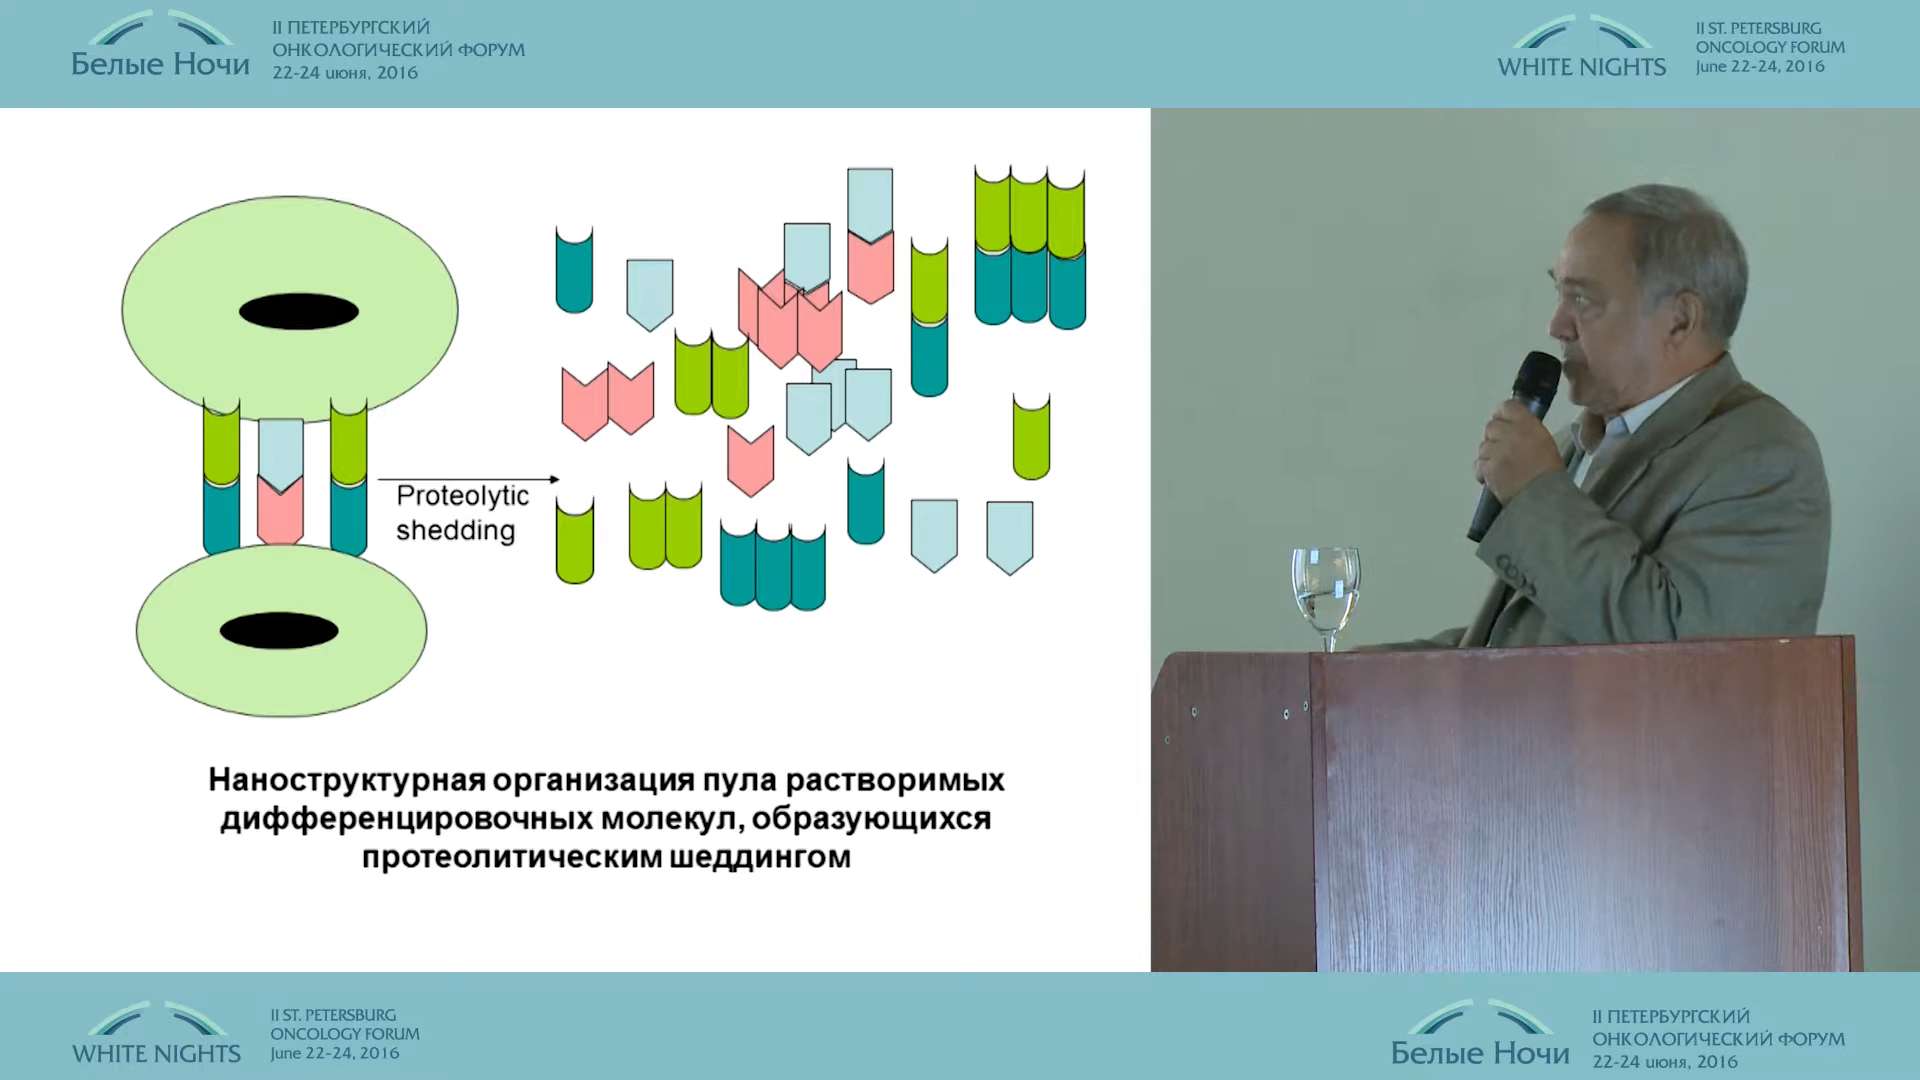 Белые Ночи
II ПЕТЕРБУРГСКИЙ
ОНКОЛОГИЧЕСКИЙ ФОРУМ
22-24 июня, 2016
WHITE NIGHTS
II ST. PETERSBURG
ONCOLOGY FORUM
June 22-24, 2016
Proteolytic
shedding
Наноструктурная организация пула растворимых
дифференцировочных молекул, образующихся
протеолитическим шеддингом
WHITE NIGHTS
II ST. PETERSBURG
ONCOLOGY FORUM
June 22-24, 2016
Белые Ночи
II ПЕТЕРБУРГСКИЙ
ОНКОЛОГИЧЕСКИЙ ФОРУМ
22-24 июня, 2016